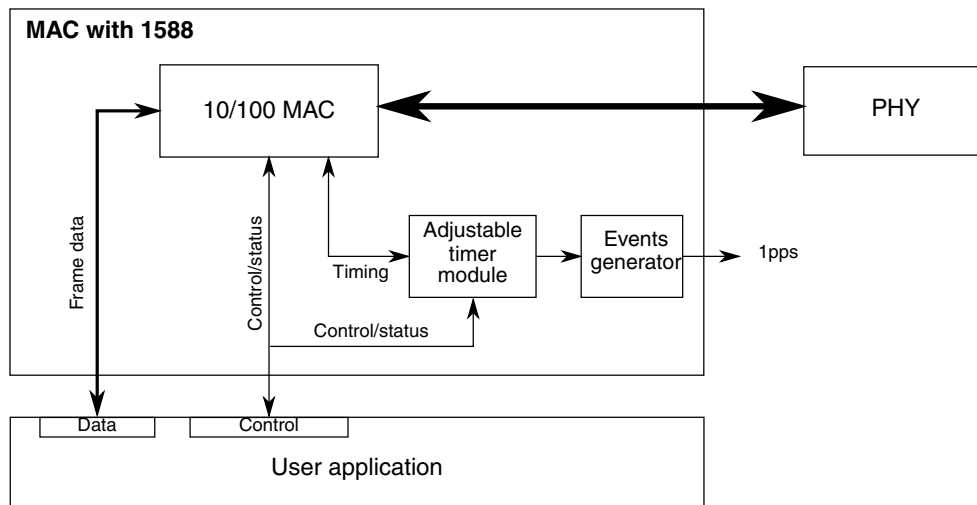 MAC with 1588
10/100 MAC
PHY
Frame data
Control/status
Timing
Adjustable
timer
module
Events
generator
1pps
Control/status
Data
Control
User application